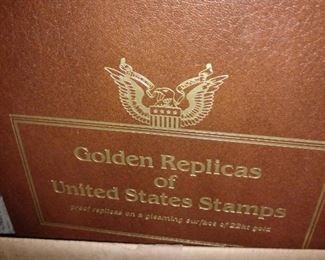 Golden Replicas
of
United States Stamps
proof replicas on a gleaming surface of 22kt gold